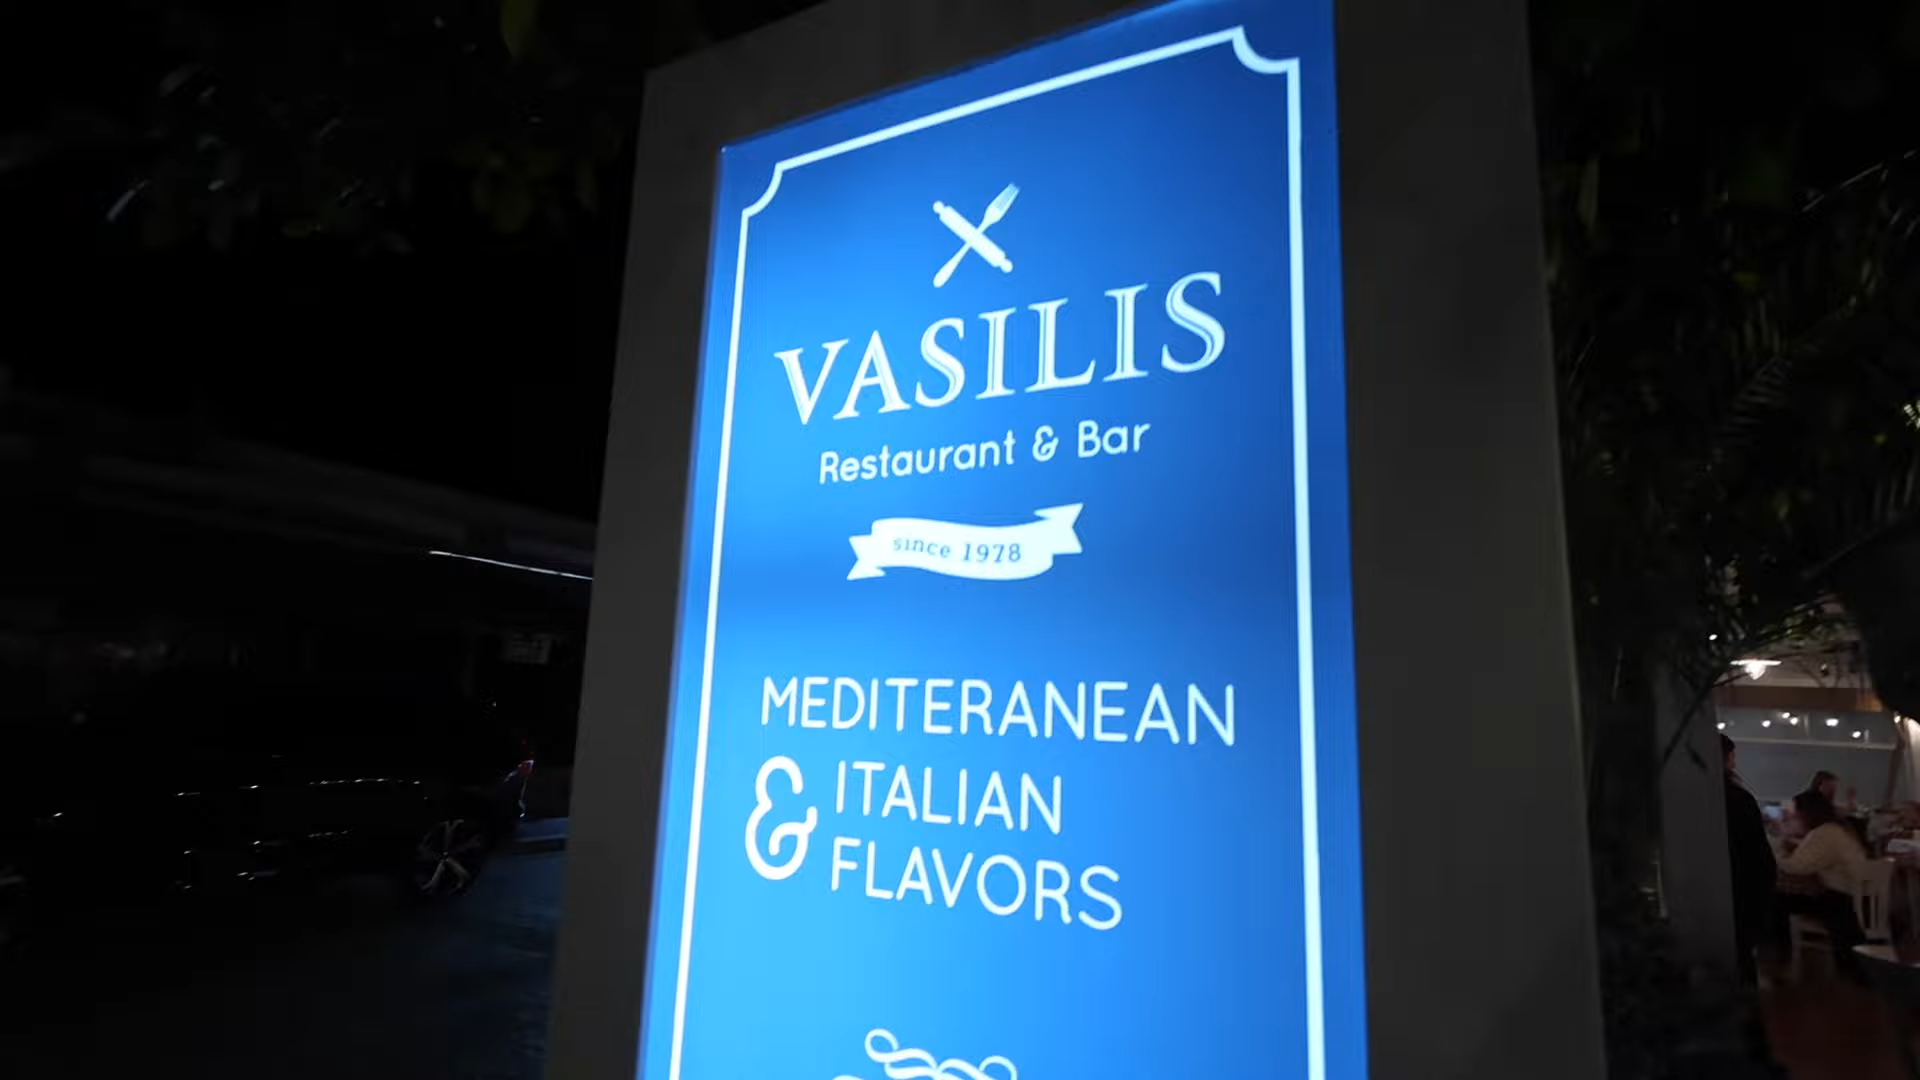 VASILIS
Restaurant & Bar
since 1978
MEDITERANEAN
& ITALIAN
FLAVORS